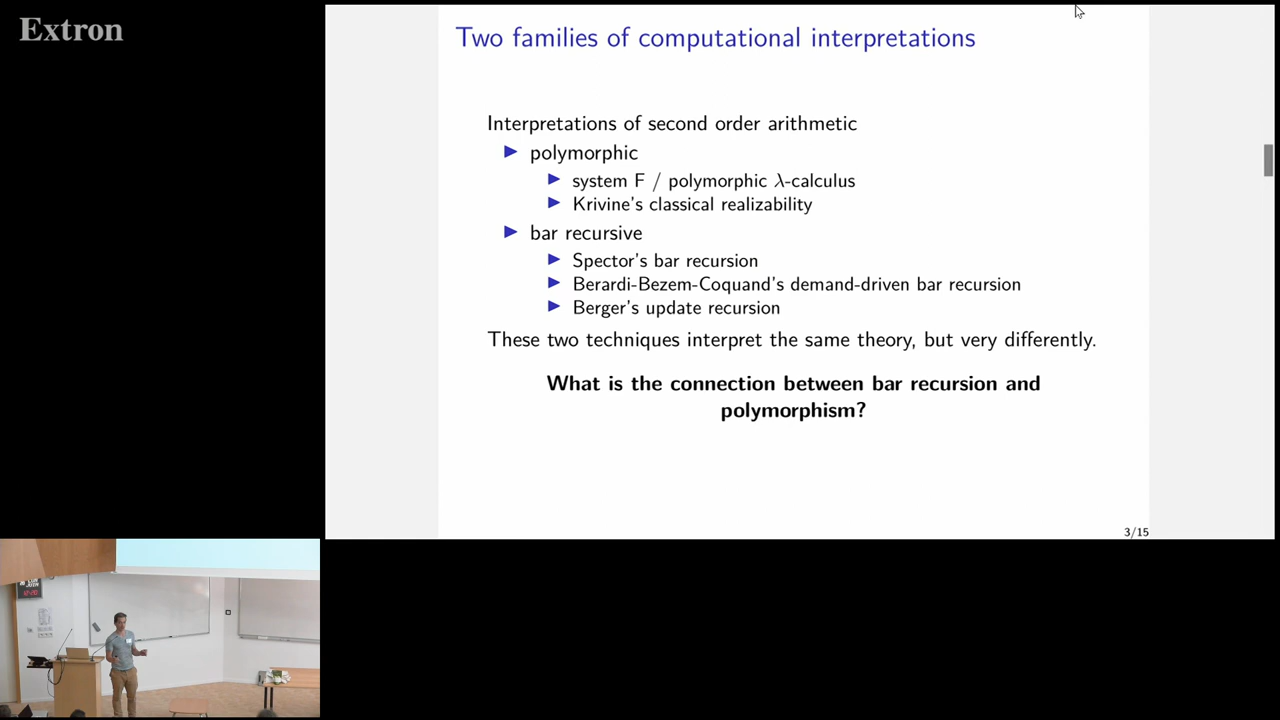 Extron
Two families of computational interpretations
Interpretations of second order arithmetic
▶ polymorphic
▶ system F / polymorphic λ-calculus
▶ Krivine's classical realizability
▶ bar recursive
▶ Spector's bar recursion
▶ Berardi-Bezem-Coquand's demand-driven bar recursion
▶ Berger's update recursion
These two techniques interpret the same theory, but very differently.
What is the connection between bar recursion and
polymorphism?
3/15